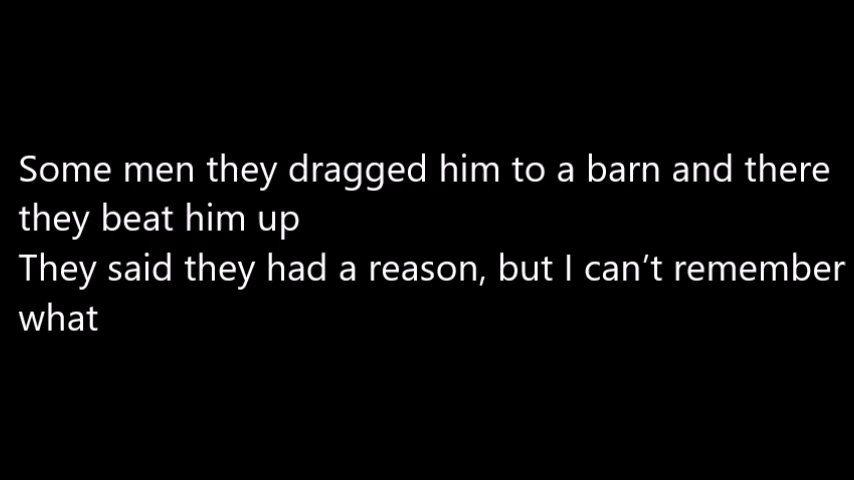 Some men they dragged him to a barn and there
they beat him up
They said they had a reason, but I can’t remember
what